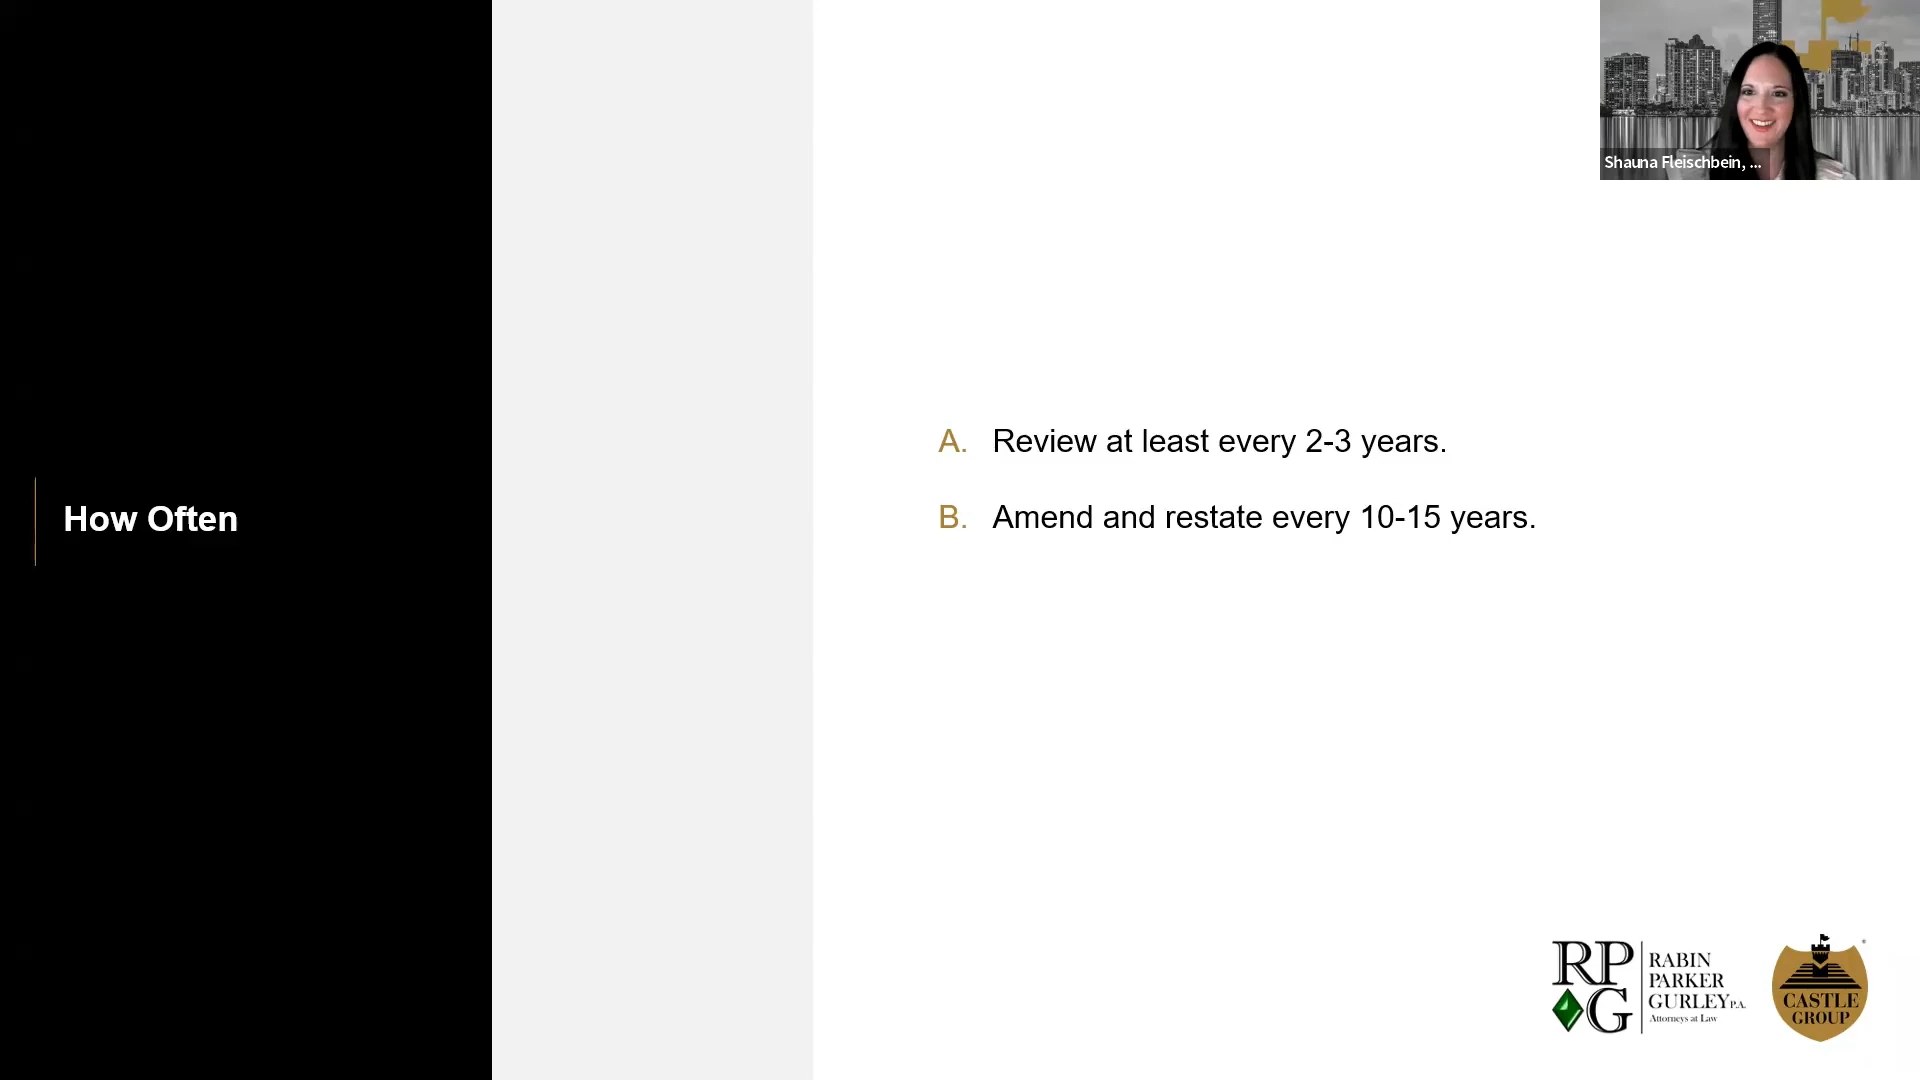 Shauna Fleischbein, ...
How Often
A. Review at least every 2-3 years.
B. Amend and restate every 10-15 years.
RPG
RABIN
PARKER
GURLEY P.A.
Attorneys at Law
CASTLE
GROUP
®